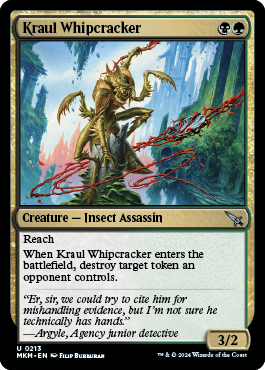 Kraul Whipcracker
Creature — Insect Assassin
Reach
When Kraul Whipcracker enters the
battlefield, destroy target token an
opponent controls.
"Er, sir, we could try to cite him for
mishandling evidence, but I'm not sure he
technically has hands."
—Argyle, Agency junior detective
3/2
U 0213
MKM • EN Filip Burburan
™ & © 2024 Wizards of the Coast